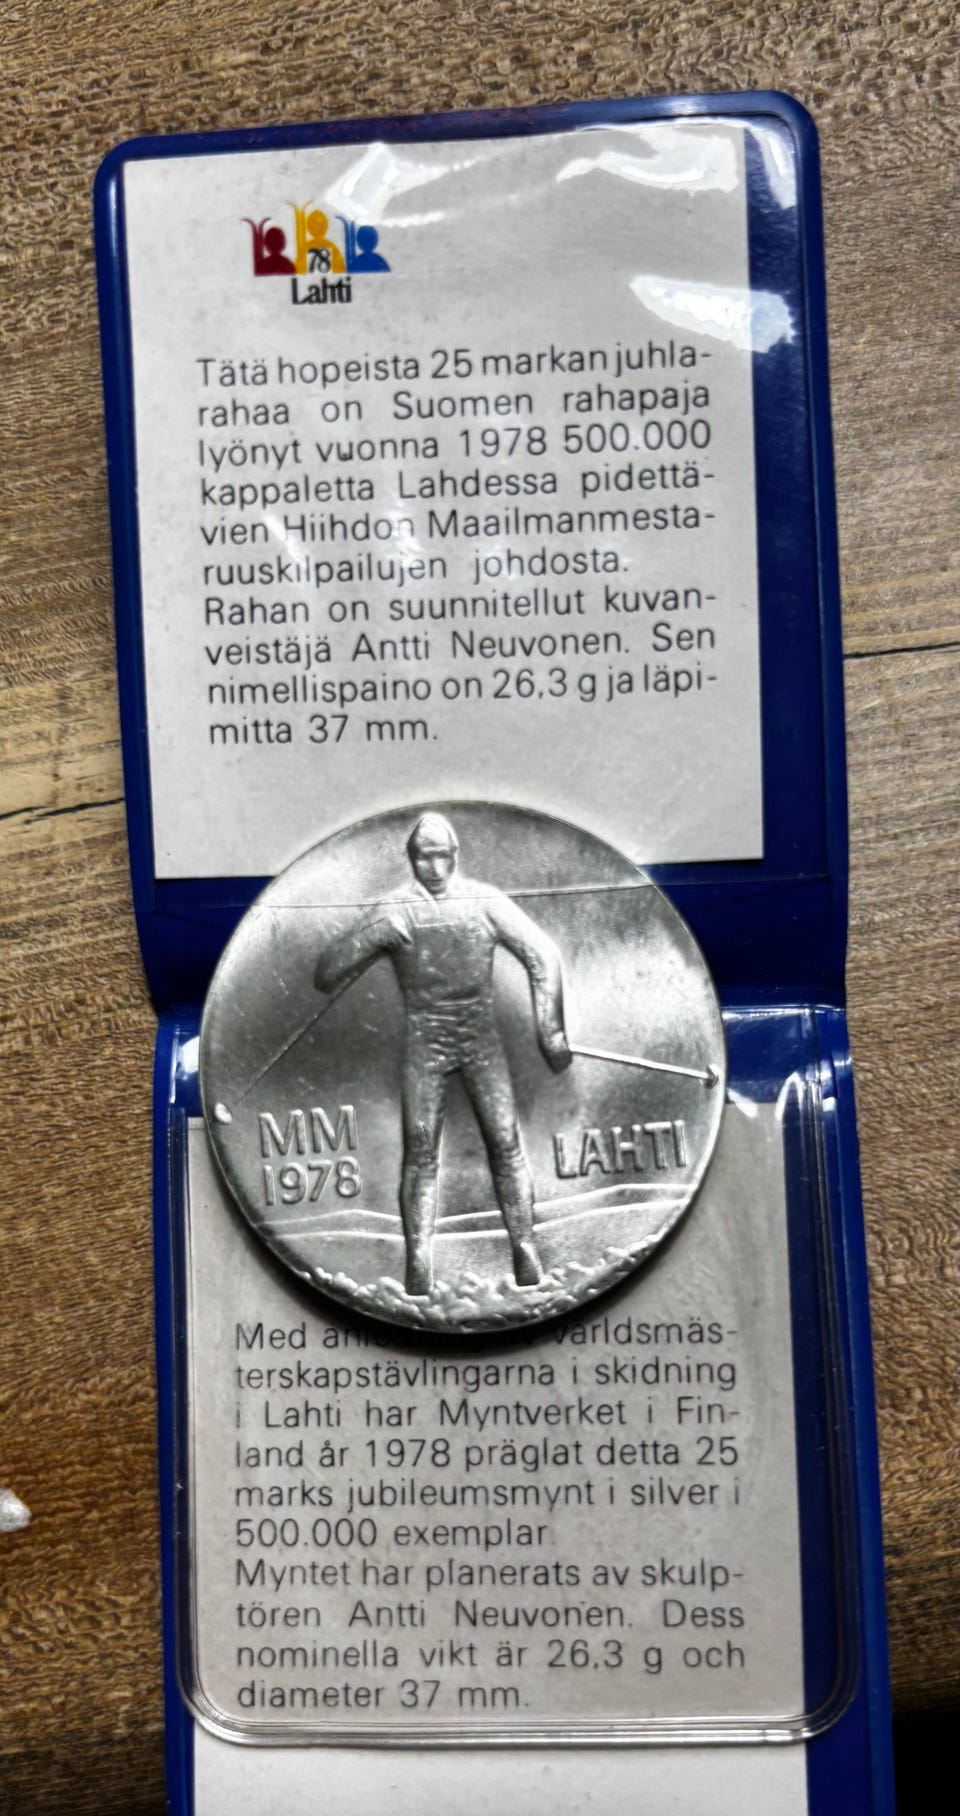 78
Lahti
Tätä hopeista 25 markan juhla-
rahaa on Suomen rahapaja
lyönyt vuonna 1978 500.000
kappaletta Lahdessa pidettä-
vien Hiihdon Maailmanmesta-
ruuskilpailujen johdosta.
Rahan on suunnitellut kuvan-
veistäjä Antti Neuvonen. Sen
nimellispaino on 26,3 g ja läpi-
mitta 37 mm.
MM
1978
LAHTI
Med världsmäs-
terskapstävlingarna i skidning
i Lahti har Myntverket i Fin-
land år 1978 präglat detta 25
marks jubileumsmynt i silver i
500.000 exemplar.
Myntet har planerats av skulp-
tören Antti Neuvonen. Dess
nominella vikt är 26,3 g och
diameter 37 mm.